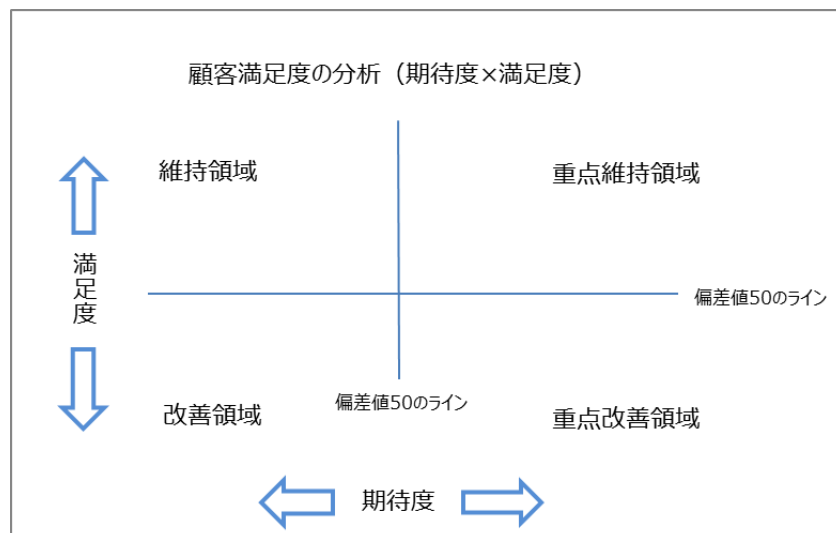 顧客満足度の分析（期待度×満足度）
維持領域
重点維持領域
満足度
偏差値50のライン
偏差値50のライン
改善領域
重点改善領域
期待度